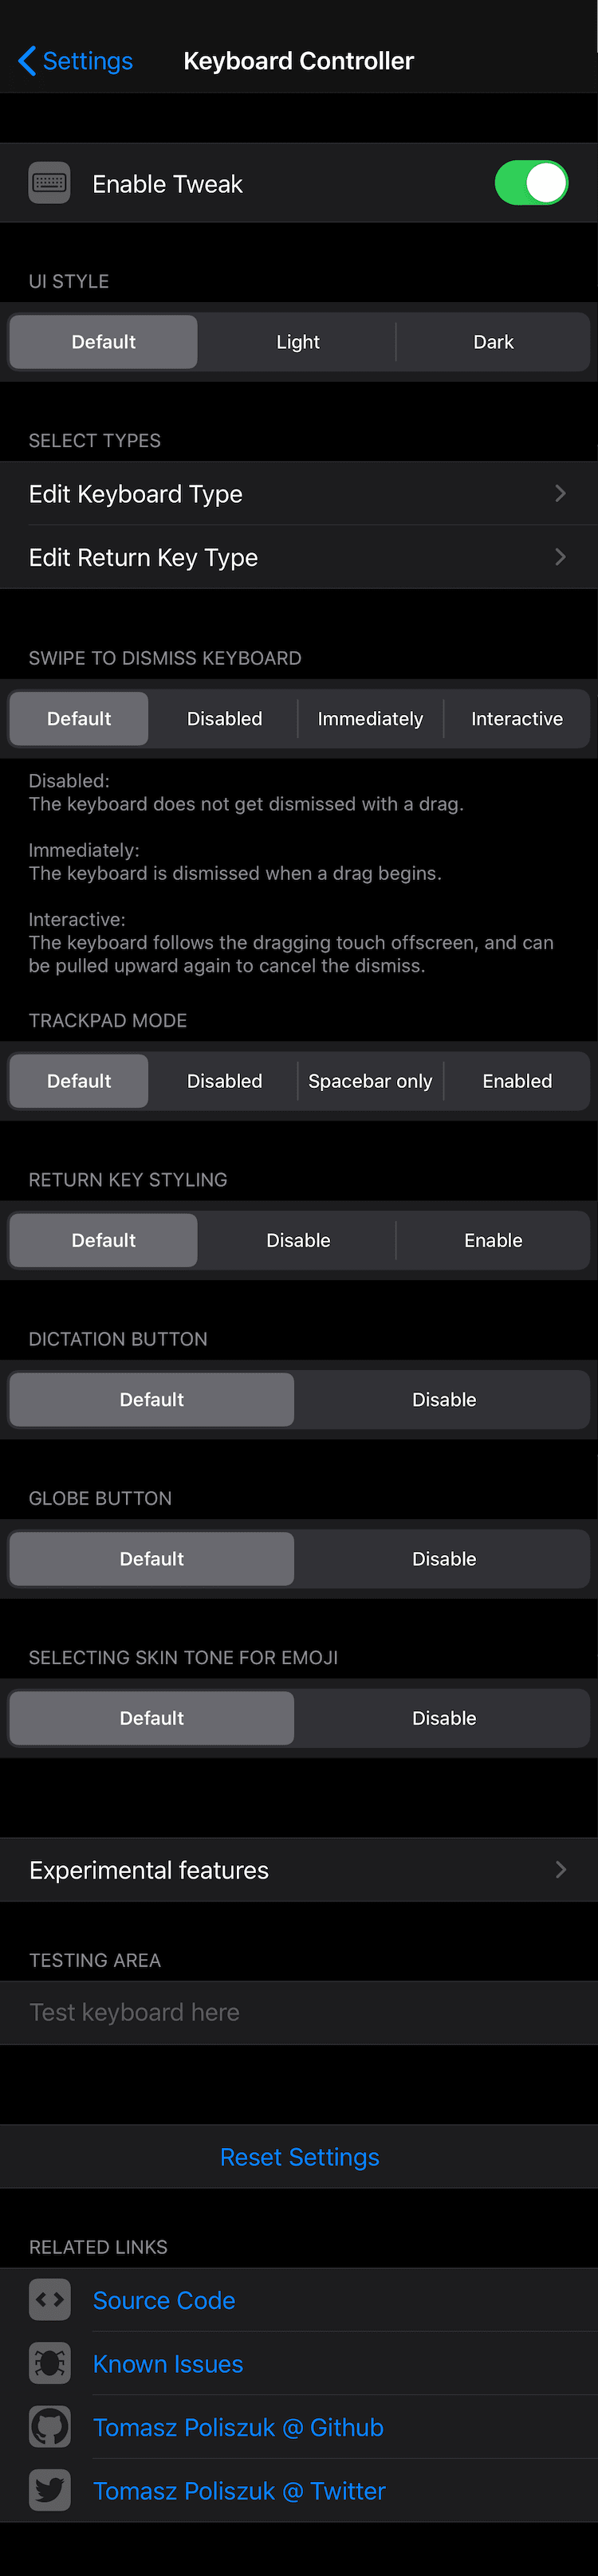 Settings
Keyboard Controller
Enable Tweak
UI STYLE
Default
Light
Dark
SELECT TYPES
Edit Keyboard Type
Edit Return Key Type
SWIPE TO DISMISS KEYBOARD
Default
Disabled
Immediately
Interactive
Disabled:
The keyboard does not get dismissed with a drag.
Immediately:
The keyboard is dismissed when a drag begins.
Interactive:
The keyboard follows the dragging touch offscreen, and can
be pulled upward again to cancel the dismiss.
TRACKPAD MODE
Default
Disabled
Spacebar only
Enabled
RETURN KEY STYLING
Default
Disable
Enable
DICTATION BUTTON
Default
Disable
GLOBE BUTTON
Default
Disable
SELECTING SKIN TONE FOR EMOJI
Default
Disable
Experimental features
TESTING AREA
Test keyboard here
Reset Settings
RELATED LINKS
Source Code
Known Issues
Tomasz Poliszuk @ Github
Tomasz Poliszuk @ Twitter